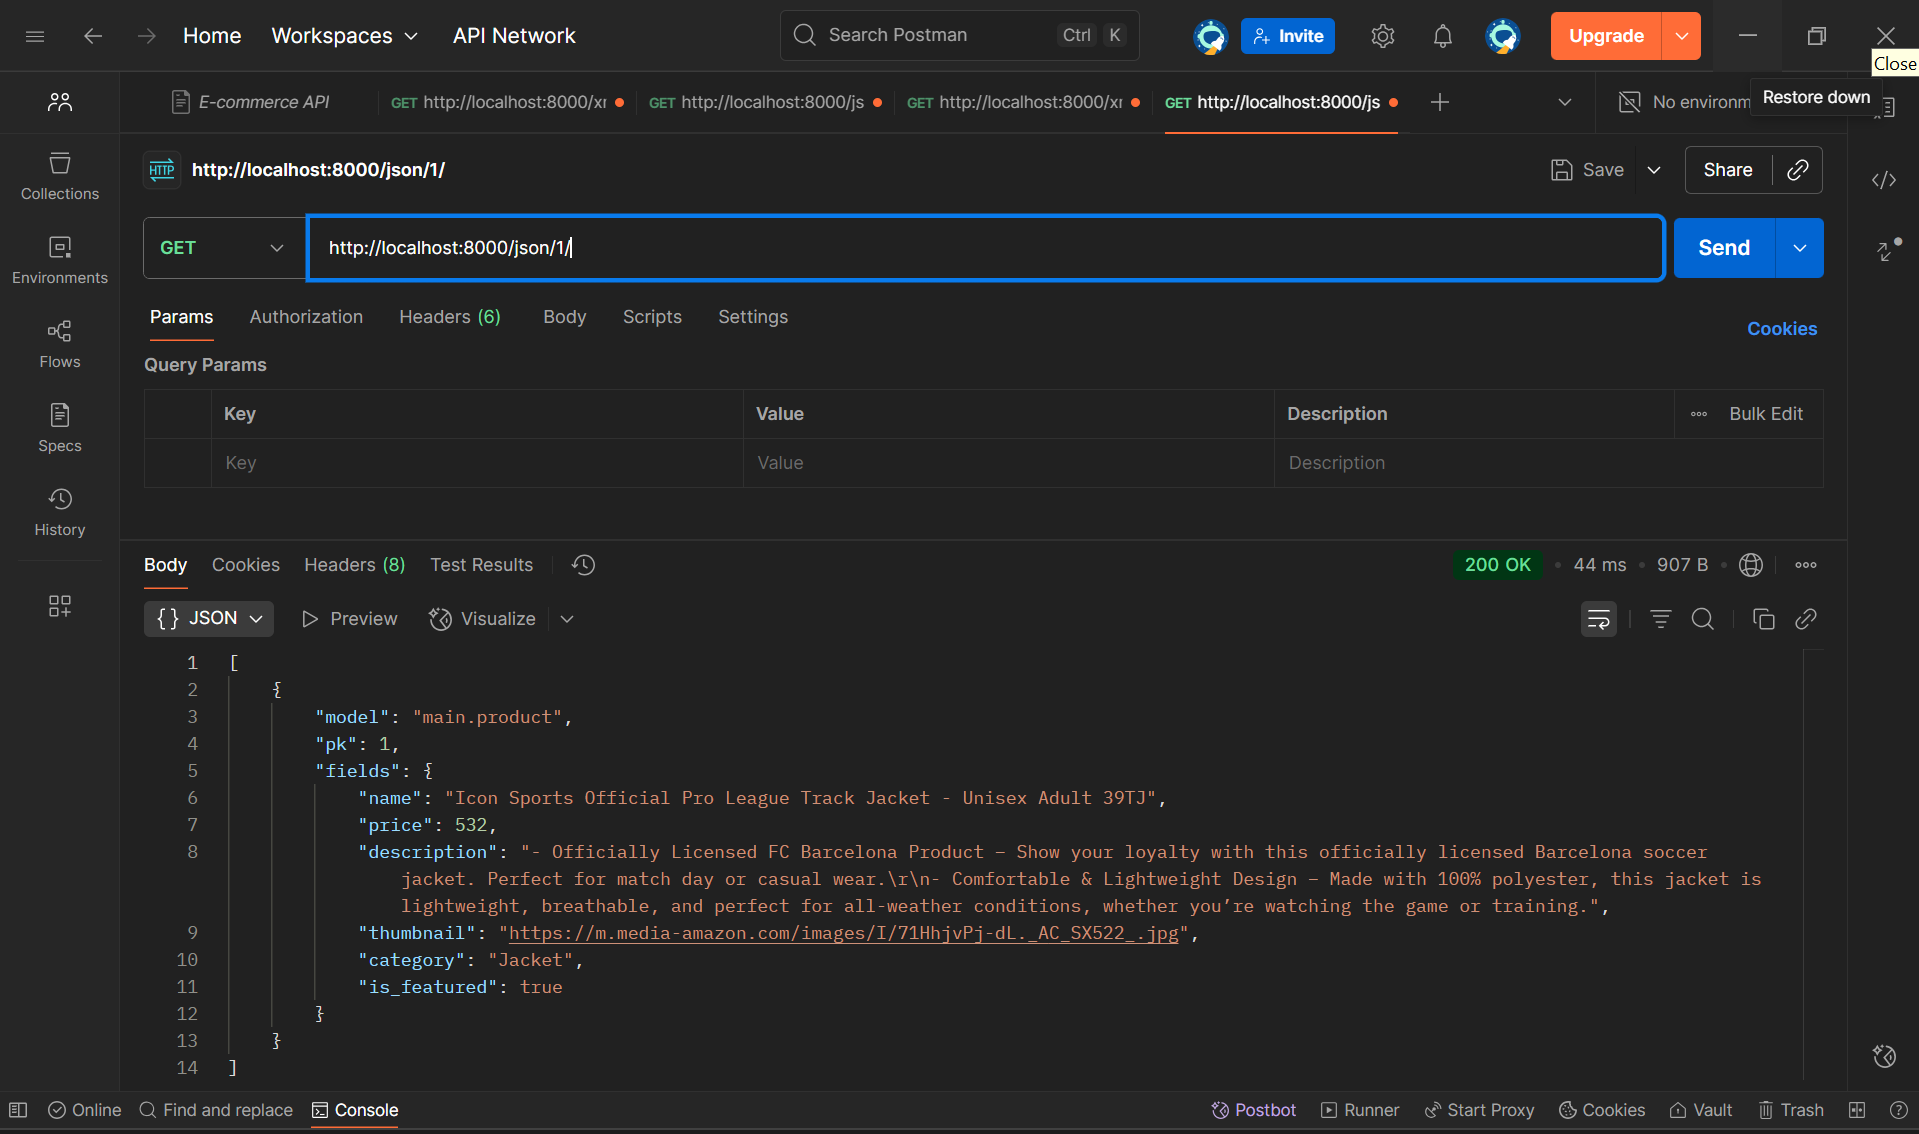 Home Workspaces API Network Search Postman Ctrl K Invite Upgrade
Close
E-commerce API GET http://localhost:8000/xr GET http://localhost:8000/js GET http://localhost:8000/xr GET http://localhost:8000/js No environm Restore down
HTTP http://localhost:8000/json/1/ Save Share
Collections
GET http://localhost:8000/json/1/ Send
Environments
Params Authorization Headers (6) Body Scripts Settings Cookies
Flows
Query Params
Key Value Description Bulk Edit
Specs
Key Value Description
History
Body Cookies Headers (8) Test Results 200 OK • 44 ms • 907 B
{} JSON Preview Visualize
1 [
2 {
3 "model": "main.product",
4 "pk": 1,
5 "fields": {
6 "name": "Icon Sports Official Pro League Track Jacket - Unisex Adult 39TJ",
7 "price": 532,
8 "description": "- Officially Licensed FC Barcelona Product – Show your loyalty with this officially licensed Barcelona soccer
jacket. Perfect for match day or casual wear.\r\n- Comfortable & Lightweight Design – Made with 100% polyester, this jacket is
lightweight, breathable, and perfect for all-weather conditions, whether you’re watching the game or training.",
9 "thumbnail": "https://m.media-amazon.com/images/I/71HhjvPj-dL._AC_SX522_.jpg",
10 "category": "Jacket",
11 "is_featured": true
12 }
13 }
14 ]
Online Find and replace Console Postbot Runner Start Proxy Cookies Vault Trash